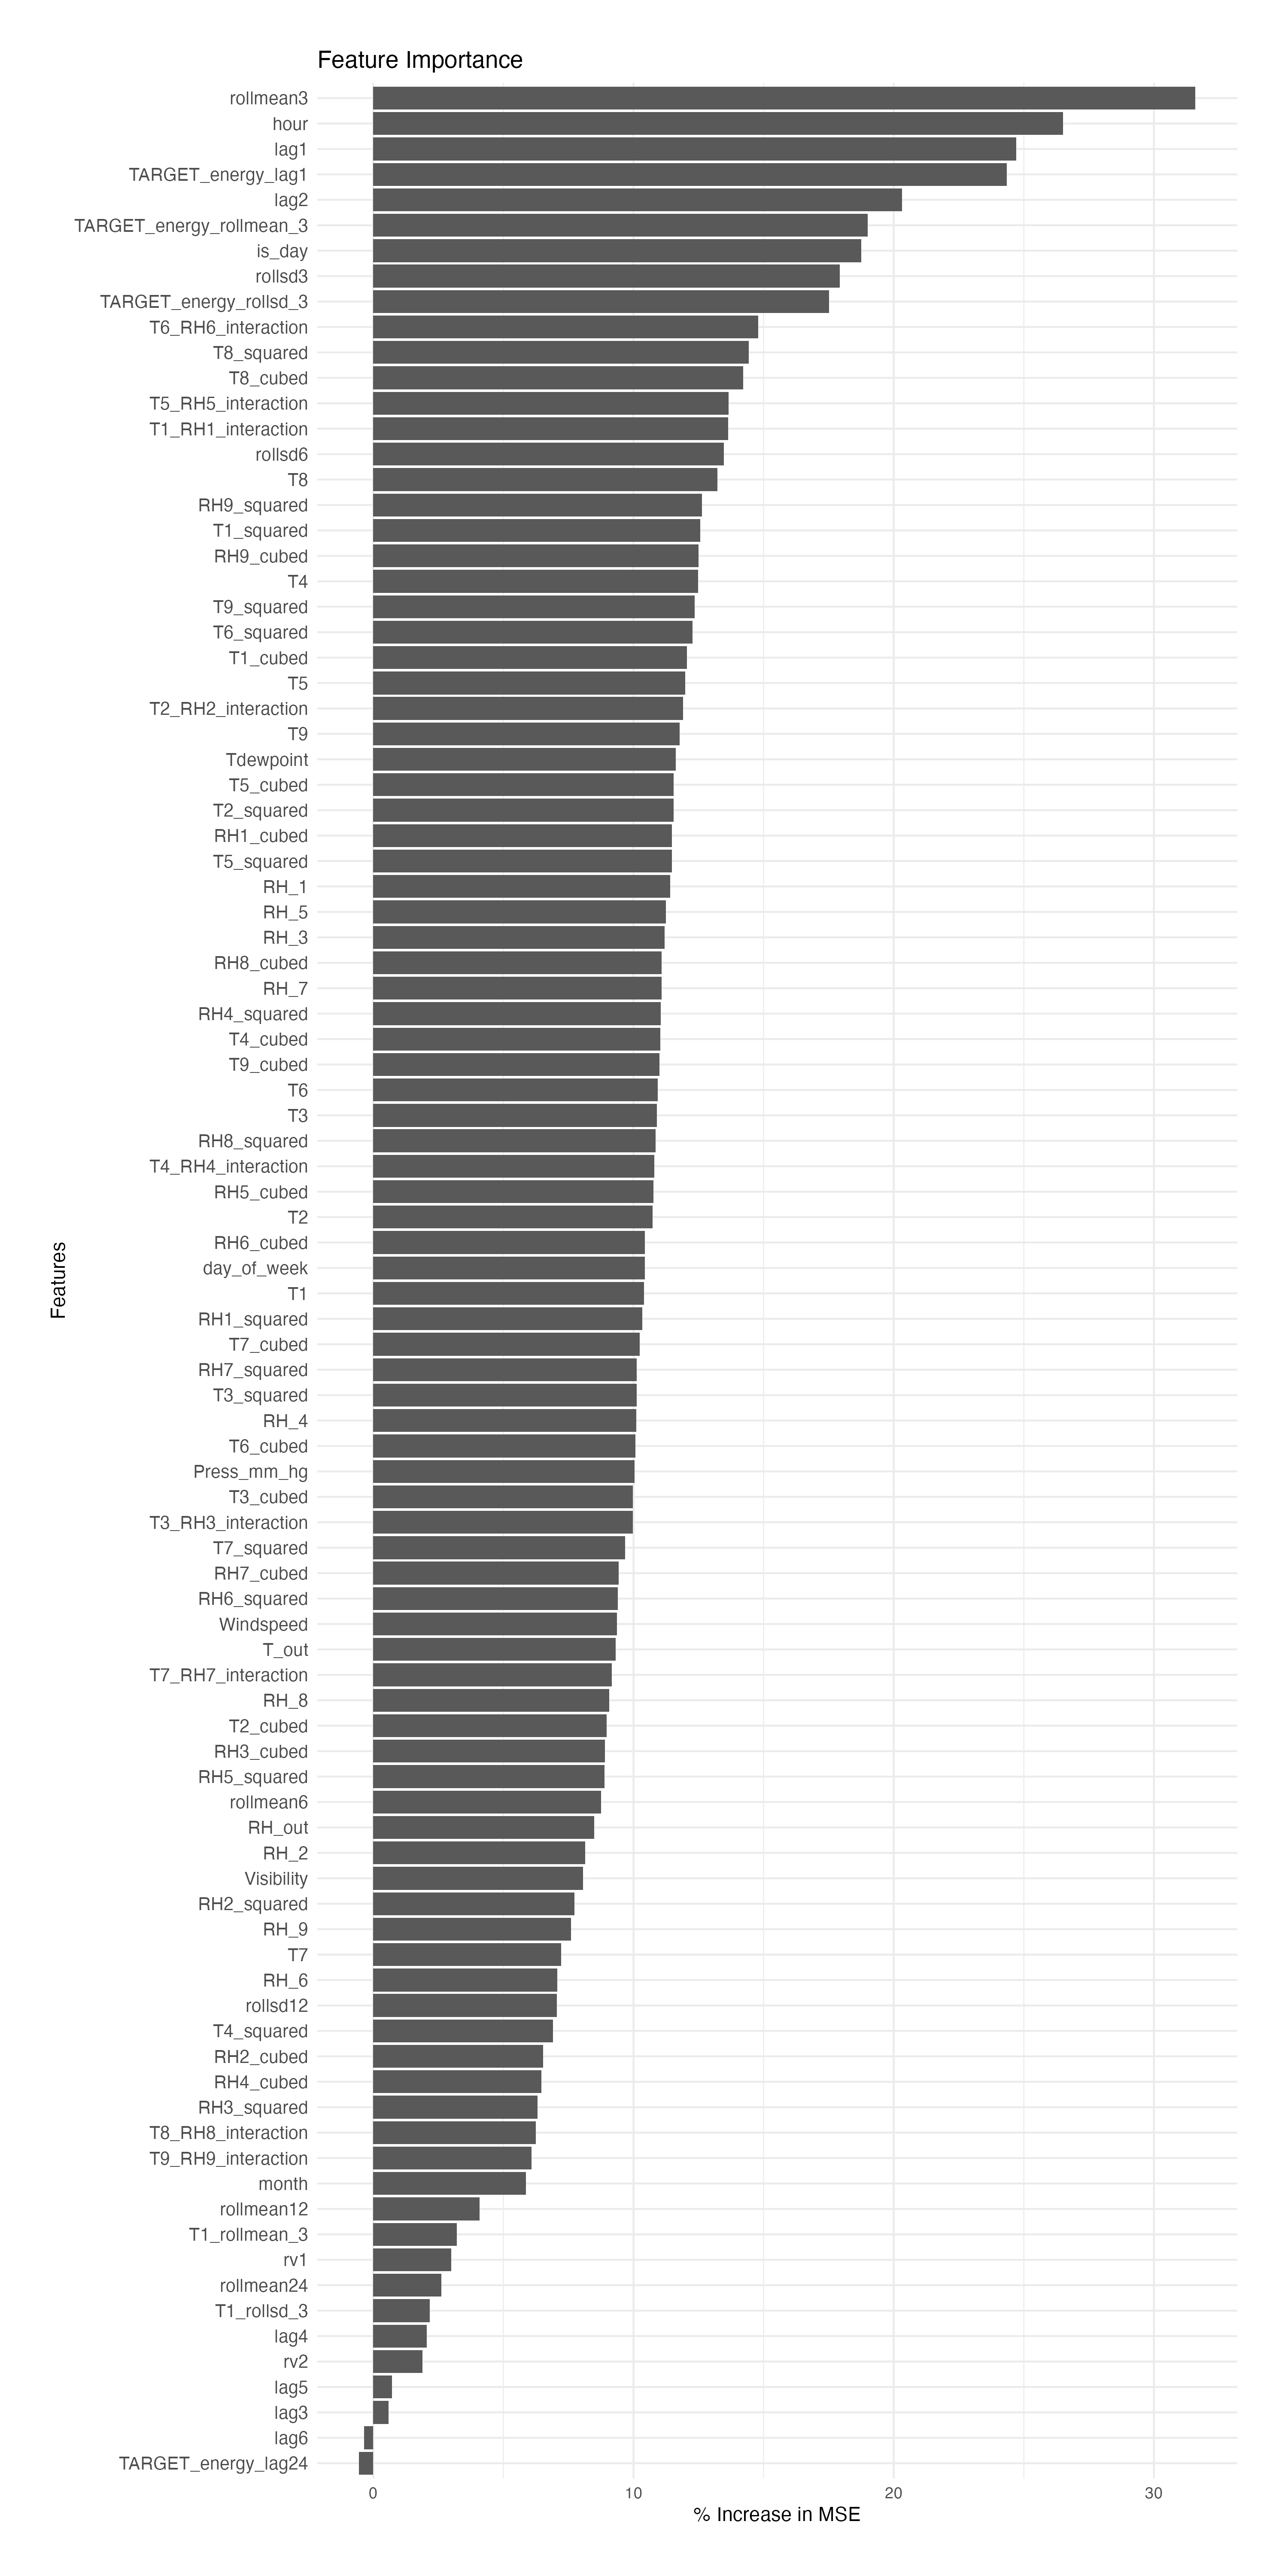 Feature Importance
rollmean3
hour
lag1
TARGET_energy_lag1
lag2
TARGET_energy_rollmean_3
is_day
rollsd3
TARGET_energy_rollsd_3
T6_RH6_interaction
T8_squared
T8_cubed
T5_RH5_interaction
T1_RH1_interaction
rollsd6
T8
RH9_squared
T1_squared
RH9_cubed
T4
T9_squared
T6_squared
T1_cubed
T5
T2_RH2_interaction
T9
Tdewpoint
T5_cubed
T2_squared
RH1_cubed
T5_squared
RH_1
RH_5
RH_3
RH8_cubed
RH_7
RH4_squared
T4_cubed
T9_cubed
T6
T3
RH8_squared
T4_RH4_interaction
RH5_cubed
T2
RH6_cubed
day_of_week
T1
RH1_squared
T7_cubed
RH7_squared
T3_squared
RH_4
T6_cubed
Press_mm_hg
T3_cubed
T3_RH3_interaction
T7_squared
RH7_cubed
RH6_squared
Windspeed
T_out
T7_RH7_interaction
RH_8
T2_cubed
RH3_cubed
RH5_squared
rollmean6
RH_out
RH_2
Visibility
RH2_squared
RH_9
T7
RH_6
rollsd12
T4_squared
RH2_cubed
RH4_cubed
RH3_squared
T8_RH8_interaction
T9_RH9_interaction
month
rollmean12
T1_rollmean_3
rv1
rollmean24
T1_rollsd_3
lag4
rv2
lag5
lag3
lag6
TARGET_energy_lag24
Features
0 10 20 30
% Increase in MSE